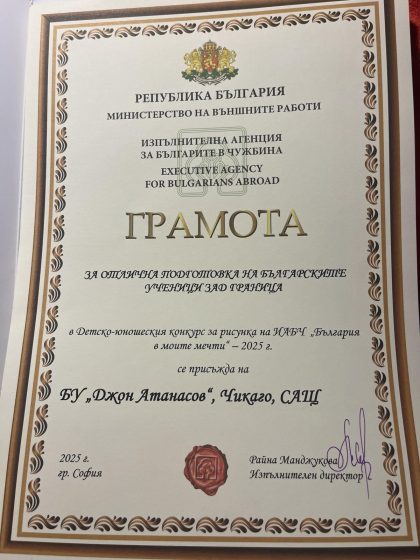 РЕПУБЛИКА БЪЛГАРИЯ
МИНИСТЕРСТВО НА ВЪНШНИТЕ РАБОТИ
ИЗПЪЛНИТЕЛНА АГЕНЦИЯ
ЗА БЪЛГАРИТЕ В ЧУЖБИНА
EXECUTIVE AGENCY
FOR BULGARIANS ABROAD
ГРАМОТА
ЗА ОТЛИЧНА ПОДГОТОВКА НА БЪЛГАРСКИТЕ
УЧЕНИЦИ ЗАД ГРАНИЦА
в Детско-юношеския конкурс за рисунка на ИАБЧ „България
в моите мечти“ – 2025 г.
се присъжда на
БУ „Джон Атанасов“, Чикаго, САЩ
2025 г.
гр. София
Райна Манджукова
Изпълнителен директор